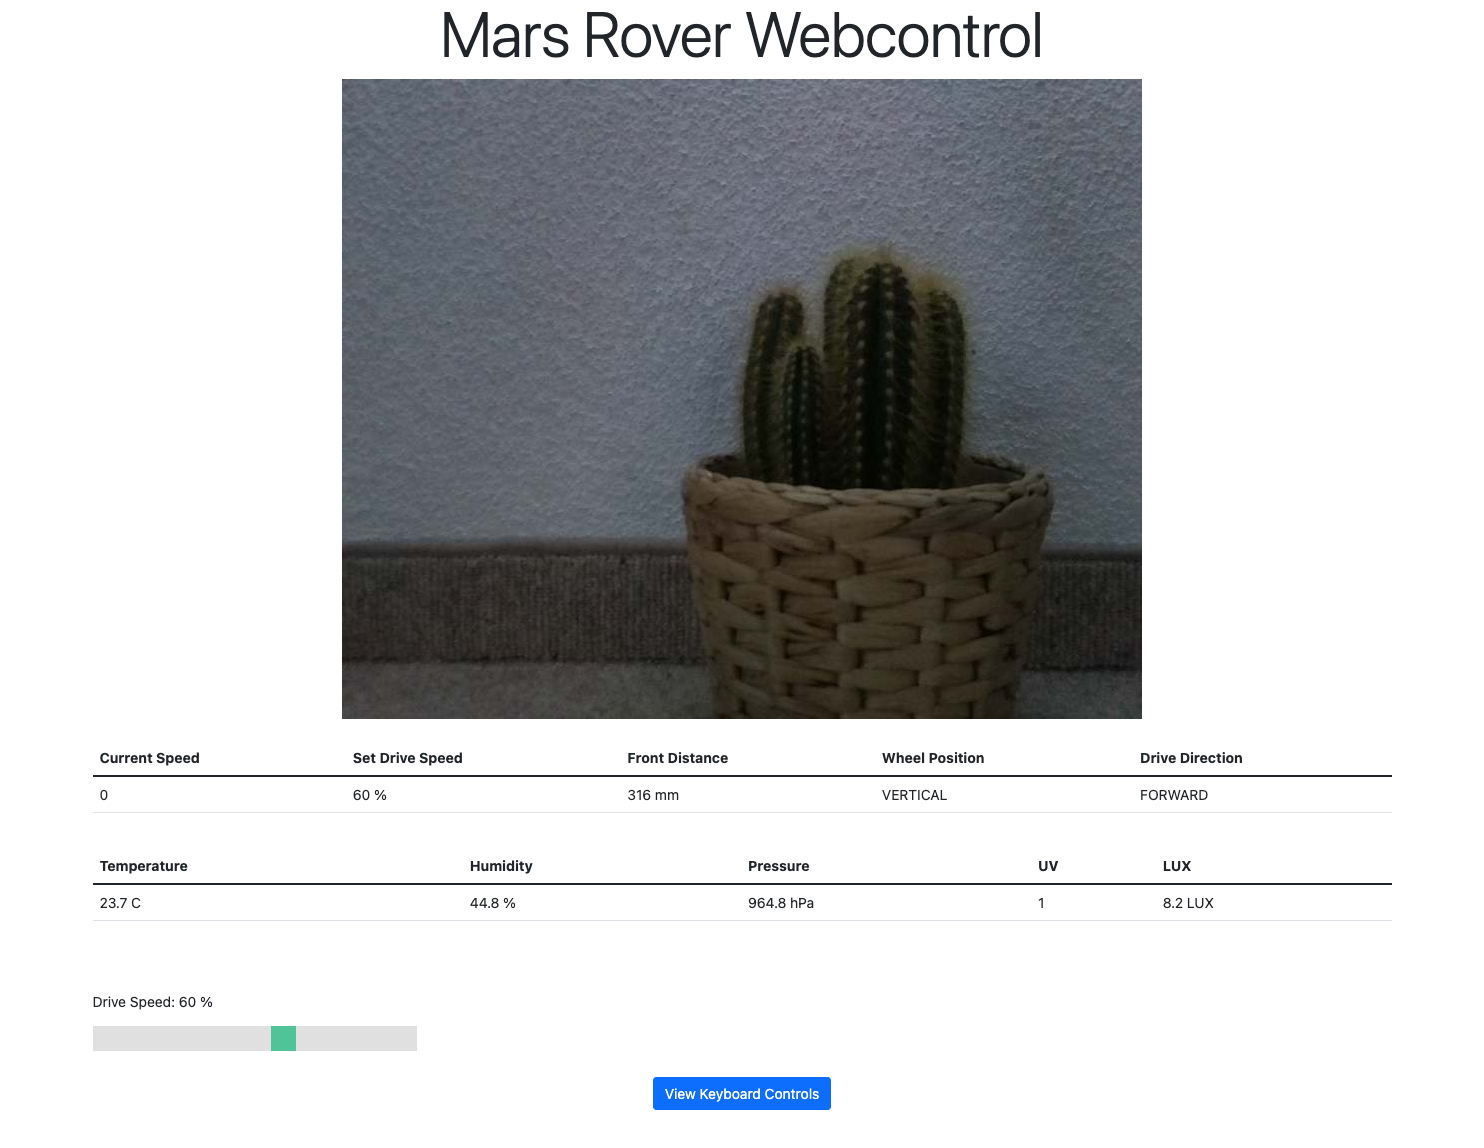 Mars Rover Webcontrol
Current Speed Set Drive Speed Front Distance Wheel Position Drive Direction
0 60 % 316 mm VERTICAL FORWARD
Temperature Humidity Pressure UV LUX
23.7 C 44.8 % 964.8 hPa 1 8.2 LUX
Drive Speed: 60 %
View Keyboard Controls